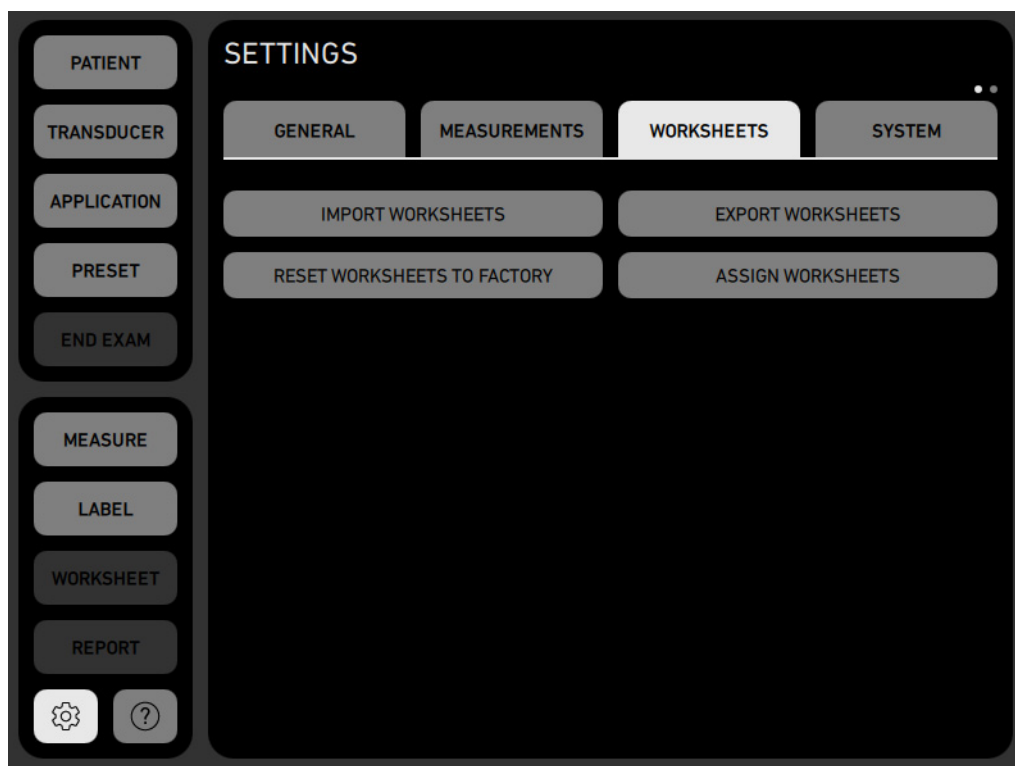 PATIENT
TRANSDUCER
APPLICATION
PRESET
END EXAM
MEASURE
LABEL
WORKSHEET
REPORT
?
SETTINGS
GENERAL MEASUREMENTS WORKSHEETS SYSTEM
IMPORT WORKSHEETS EXPORT WORKSHEETS
RESET WORKSHEETS TO FACTORY ASSIGN WORKSHEETS